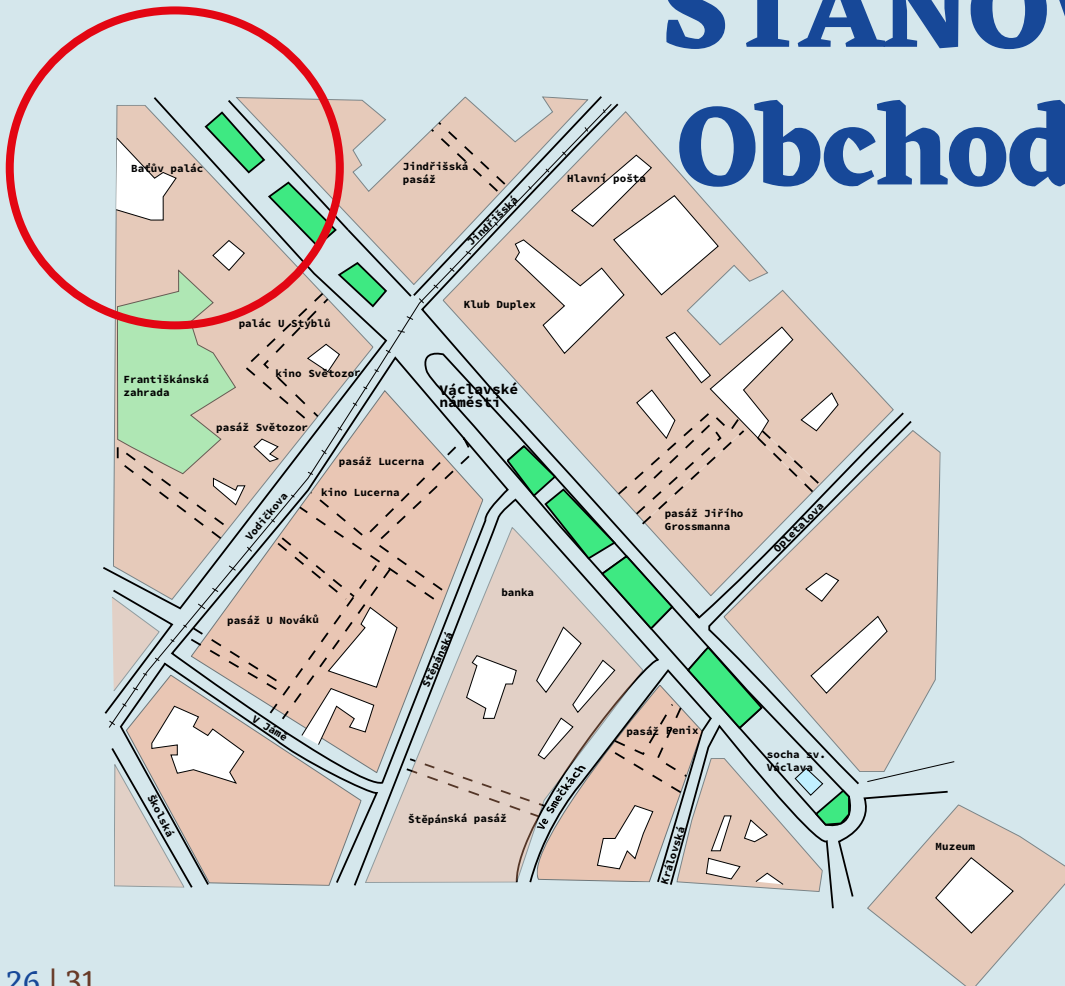 STANOV
Obchod
Baťův palác
Jindřišská
pasáž
Hlavní pošta
Jindřišská
Klub Duplex
palác U Stýblů
kino Světozor
Františkánská
zahrada
Václavské
náměstí
pasáž Světozor
pasáž Lucerna
kino Lucerna
Vodičkova
pasáž Jiřího
Grossmanna
Opletalova
banka
pasáž U Nováků
Štěpánská
V Jámě
pasáž Fenix
socha sv.
Václava
Školská
Štěpánská pasáž
Ve Smečkách
Královská
Muzeum
26 | 31